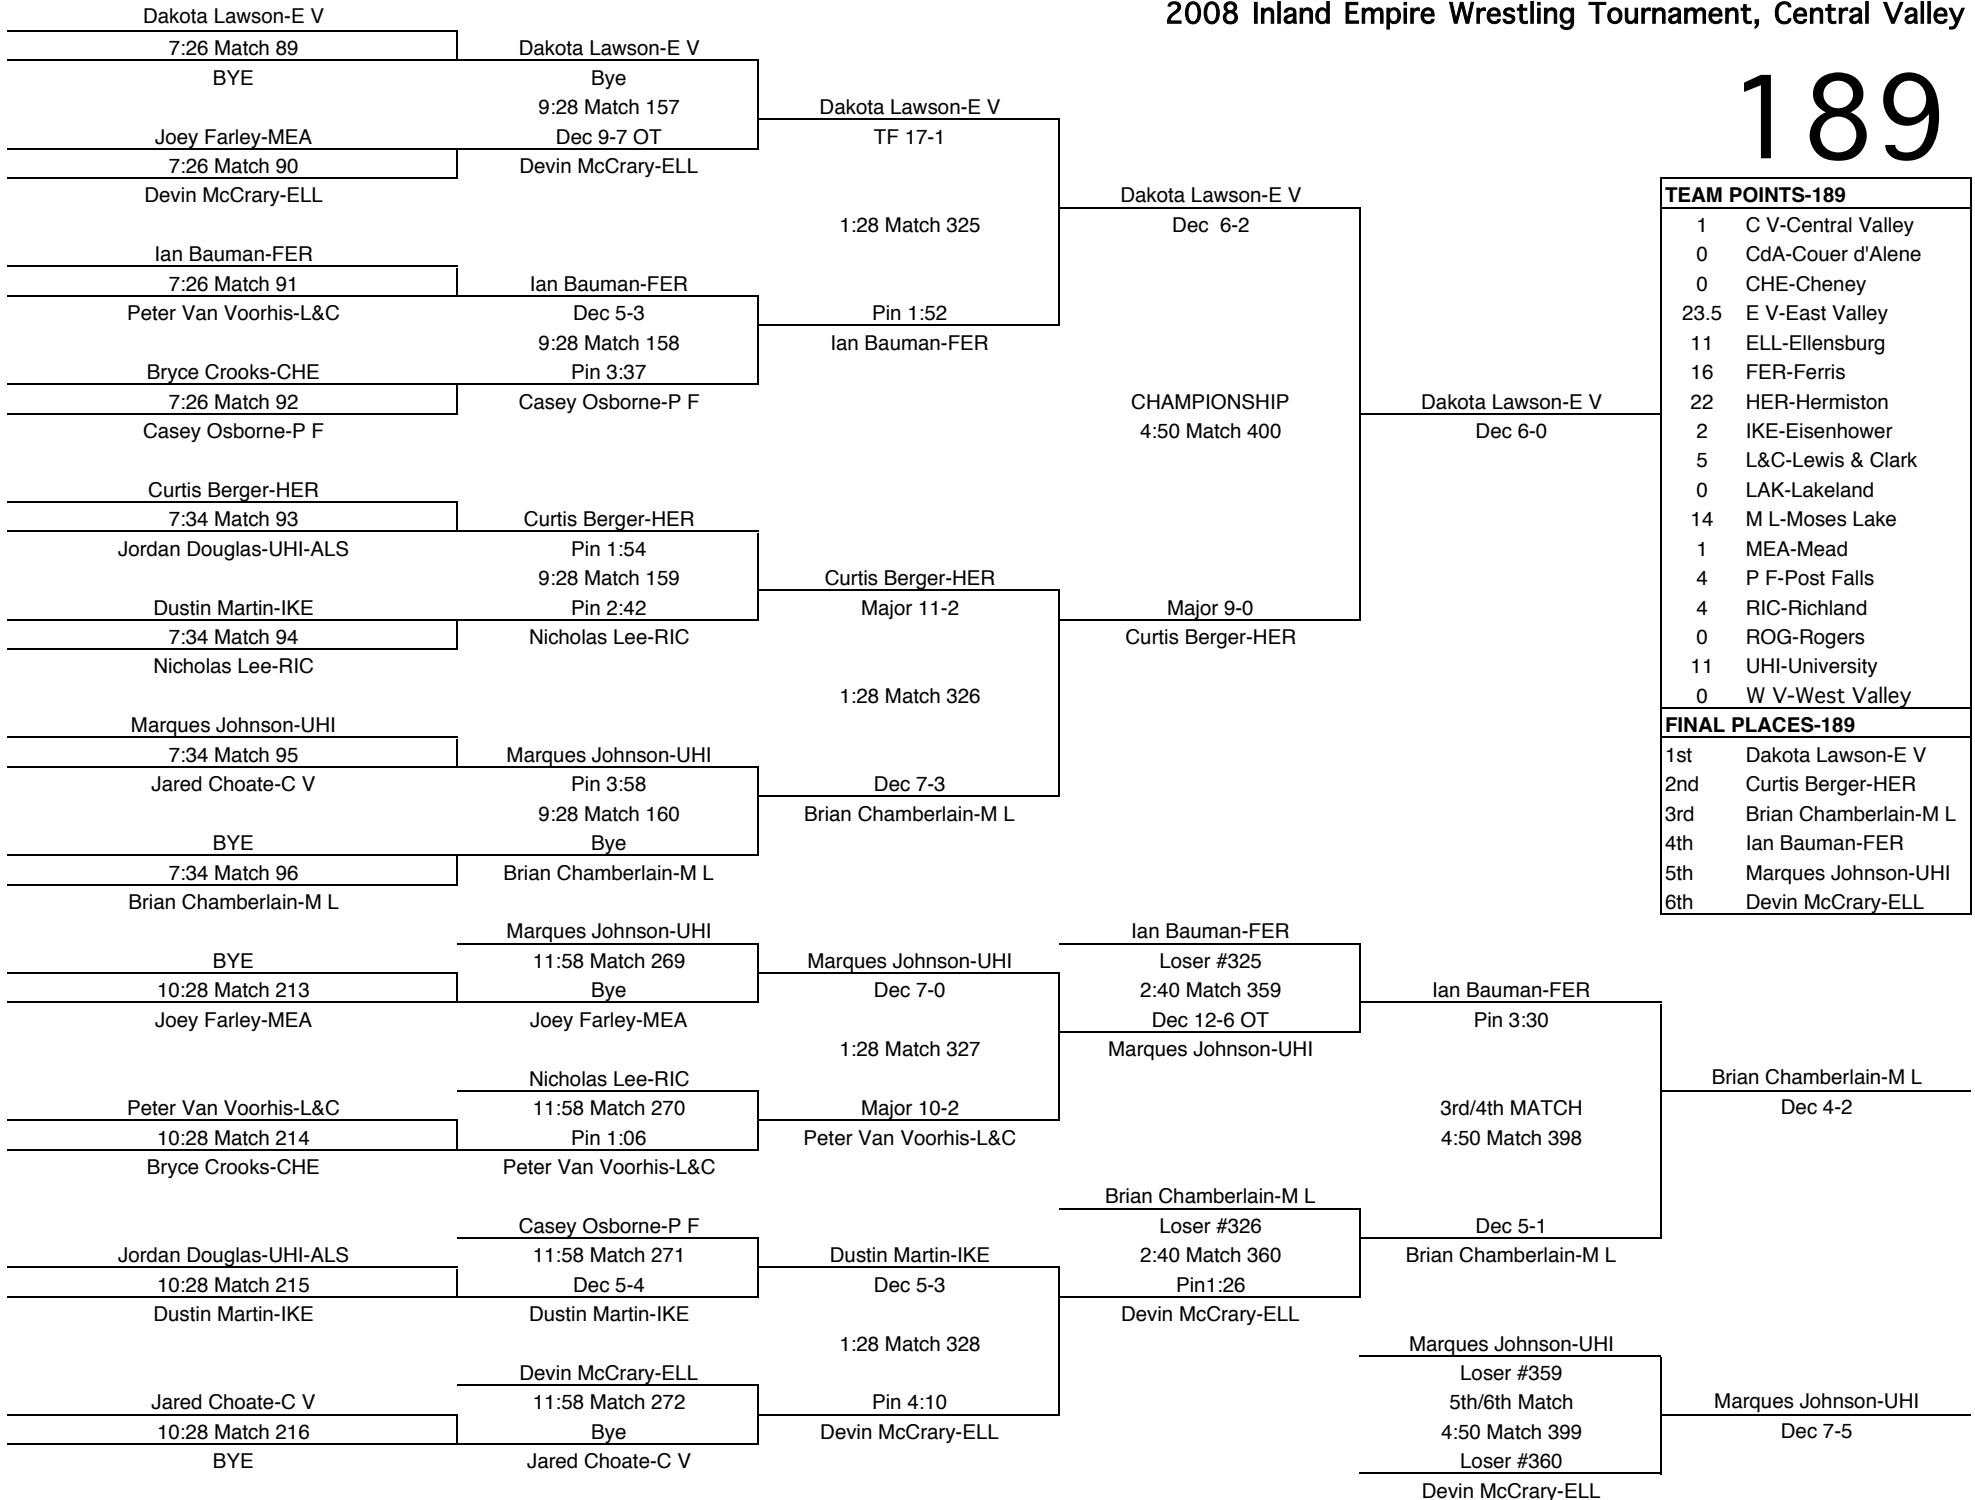 2008 Inland Empire Wrestling Tournament, Central Valley
189
Dakota Lawson-E V
7:26 Match 89
BYE
Joey Farley-MEA
7:26 Match 90
Devin McCrary-ELL
Ian Bauman-FER
7:26 Match 91
Peter Van Voorhis-L&C
Bryce Crooks-CHE
7:26 Match 92
Casey Osborne-P F
Curtis Berger-HER
7:34 Match 93
Jordan Douglas-UHI-ALS
Dustin Martin-IKE
7:34 Match 94
Nicholas Lee-RIC
Marques Johnson-UHI
7:34 Match 95
Jared Choate-C V
BYE
7:34 Match 96
Brian Chamberlain-M L
Dakota Lawson-E V
Bye
9:28 Match 157
Dec 9-7 OT
Devin McCrary-ELL
Ian Bauman-FER
Dec 5-3
9:28 Match 158
Pin 3:37
Casey Osborne-P F
Curtis Berger-HER
Pin 1:54
9:28 Match 159
Pin 2:42
Nicholas Lee-RIC
Marques Johnson-UHI
Pin 3:58
9:28 Match 160
Bye
Brian Chamberlain-M L
Dakota Lawson-E V
TF 17-1
1:28 Match 325
Pin 1:52
Ian Bauman-FER
Curtis Berger-HER
Major 11-2
1:28 Match 326
Dec 7-3
Brian Chamberlain-M L
Dakota Lawson-E V
Dec 6-2
CHAMPIONSHIP
4:50 Match 400
Major 9-0
Curtis Berger-HER
Dakota Lawson-E V
Dec 6-0
TEAM POINTS-189
1 C V-Central Valley
0 CdA-Couer d'Alene
0 CHE-Cheney
23.5 E V-East Valley
11 ELL-Ellensburg
16 FER-Ferris
22 HER-Hermiston
2 IKE-Eisenhower
5 L&C-Lewis & Clark
0 LAK-Lakeland
14 M L-Moses Lake
1 MEA-Mead
4 P F-Post Falls
4 RIC-Richland
0 ROG-Rogers
11 UHI-University
0 W V-West Valley
FINAL PLACES-189
1st Dakota Lawson-E V
2nd Curtis Berger-HER
3rd Brian Chamberlain-M L
4th Ian Bauman-FER
5th Marques Johnson-UHI
6th Devin McCrary-ELL
BYE
10:28 Match 213
Joey Farley-MEA
Peter Van Voorhis-L&C
10:28 Match 214
Bryce Crooks-CHE
Jordan Douglas-UHI-ALS
10:28 Match 215
Dustin Martin-IKE
Jared Choate-C V
10:28 Match 216
BYE
Marques Johnson-UHI
11:58 Match 269
Bye
Joey Farley-MEA
Nicholas Lee-RIC
11:58 Match 270
Pin 1:06
Peter Van Voorhis-L&C
Casey Osborne-P F
11:58 Match 271
Dec 5-4
Dustin Martin-IKE
Devin McCrary-ELL
11:58 Match 272
Bye
Jared Choate-C V
Marques Johnson-UHI
Dec 7-0
1:28 Match 327
Major 10-2
Peter Van Voorhis-L&C
Dustin Martin-IKE
Dec 5-3
1:28 Match 328
Pin 4:10
Devin McCrary-ELL
Ian Bauman-FER
Loser #325
2:40 Match 359
Dec 12-6 OT
Marques Johnson-UHI
Brian Chamberlain-M L
Loser #326
2:40 Match 360
Pin1:26
Devin McCrary-ELL
Ian Bauman-FER
Pin 3:30
3rd/4th MATCH
4:50 Match 398
Dec 5-1
Brian Chamberlain-M L
Marques Johnson-UHI
Loser #359
5th/6th Match
4:50 Match 399
Loser #360
Devin McCrary-ELL
Brian Chamberlain-M L
Dec 4-2
Marques Johnson-UHI
Dec 7-5